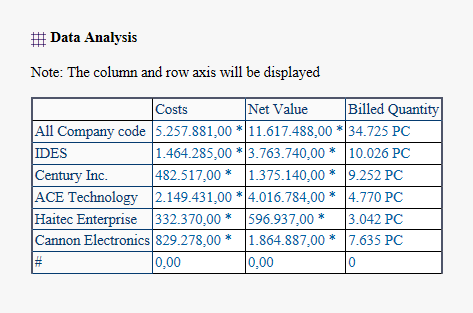 Data Analysis
Note: The column and row axis will be displayed
Costs Net Value Billed Quantity
All Company code 5.257.881,00 * 11.617.488,00 * 34.725 PC
IDES 1.464.285,00 * 3.763.740,00 * 10.026 PC
Century Inc. 482.517,00 * 1.375.140,00 * 9.252 PC
ACE Technology 2.149.431,00 * 4.016.784,00 * 4.770 PC
Haitec Enterprise 332.370,00 * 596.937,00 * 3.042 PC
Cannon Electronics 829.278,00 * 1.864.887,00 * 7.635 PC
# 0,00 0,00 0